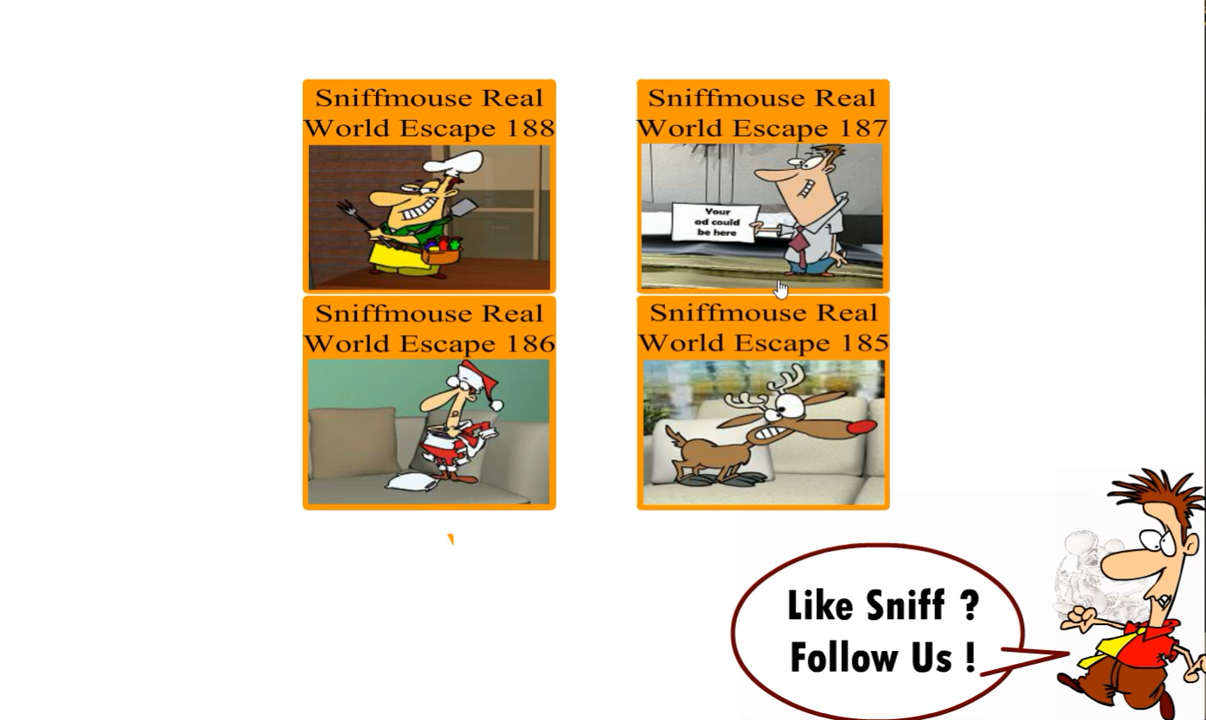 Sniffmouse Real
World Escape 188
Sniffmouse Real
World Escape 187
Your
ad could
be here
Sniffmouse Real
World Escape 186
Sniffmouse Real
World Escape 185
Like Sniff ?
Follow Us !